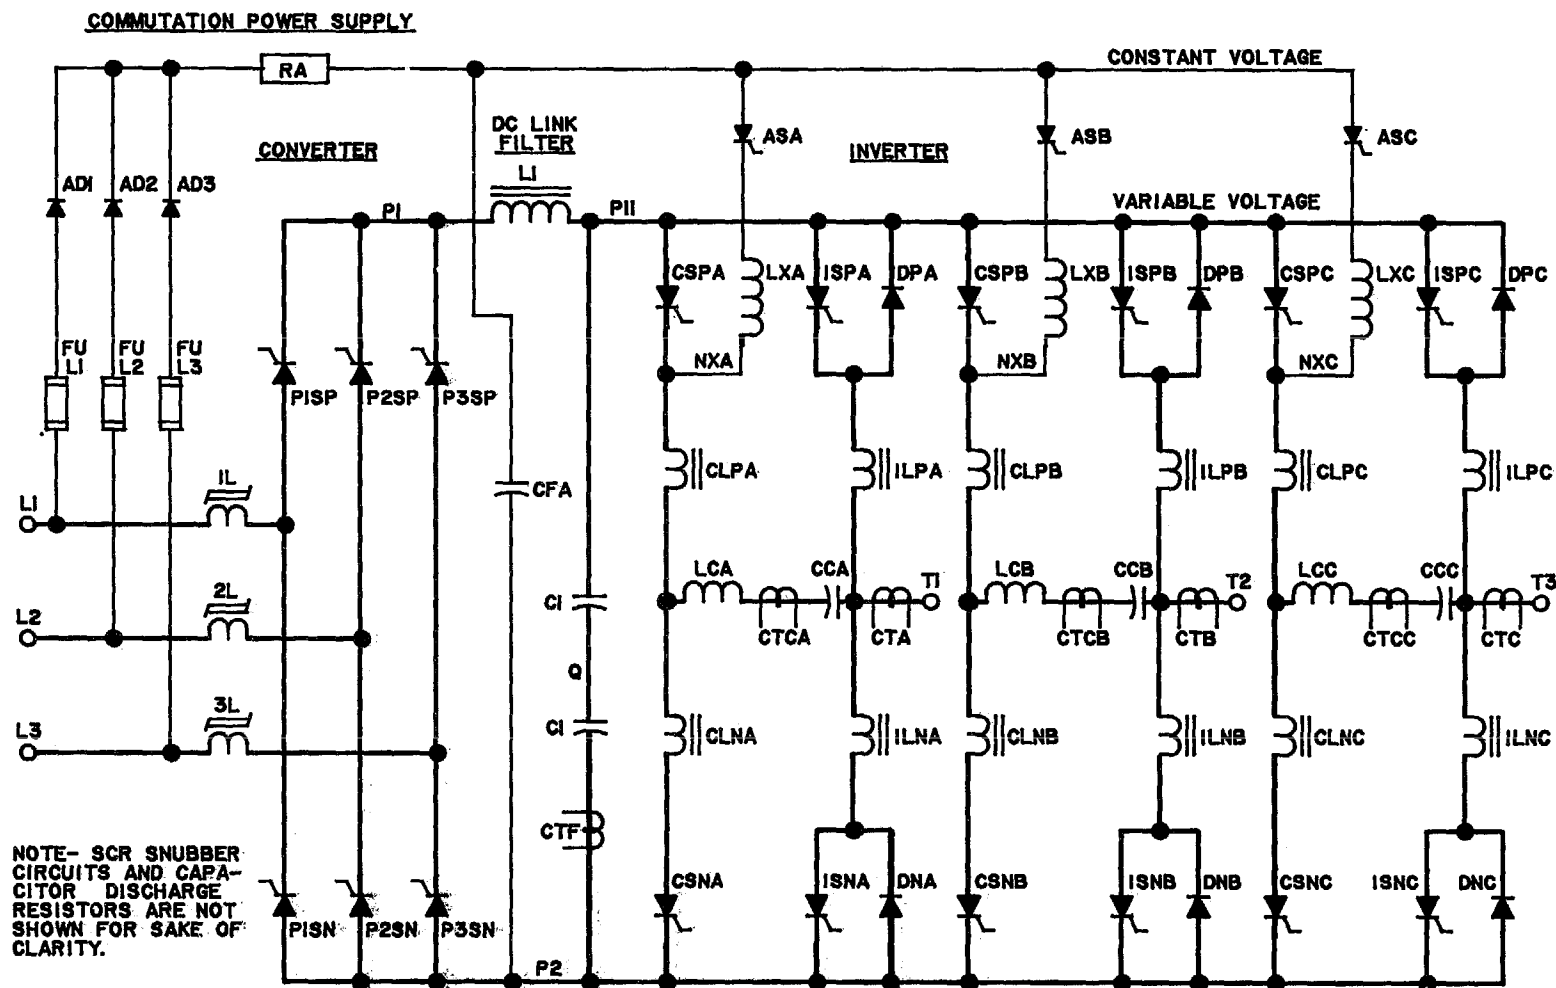 COMMUTATION POWER SUPPLY
RA
CONSTANT VOLTAGE
DC LINK
FILTER
L1
CONVERTER
INVERTER
ASA
ASB
ASC
AD1
AD2
AD3
P1
P11
VARIABLE VOLTAGE
CSPA
LXA
ISPA
DPA
CSPB
LXB
ISPB
DPB
CSPC
LXC
ISPC
DPC
FU
L1
FU
L2
FU
L3
NXA
NXB
NXC
P1SP
P2SP
P3SP
CLPA
ILPA
CLPB
ILPB
CLPC
ILPC
1L
CFA
L1
LCA
CCA
T1
LCB
CCB
T2
LCC
CCC
T3
2L
C1
L2
CTCA
CTA
CTCB
CTB
CTCC
CTC
Q
3L
C1
L3
CLNA
ILNA
CLNB
ILNB
CLNC
ILNC
CTF
NOTE- SCR SNUBBER
CIRCUITS AND CAPA-
CITOR DISCHARGE
RESISTORS ARE NOT
SHOWN FOR SAKE OF
CLARITY.
CSNA
ISNA
DNA
CSNB
ISNB
DNB
CSNC
ISNC
DNC
P1SN
P2SN
P3SN
P2